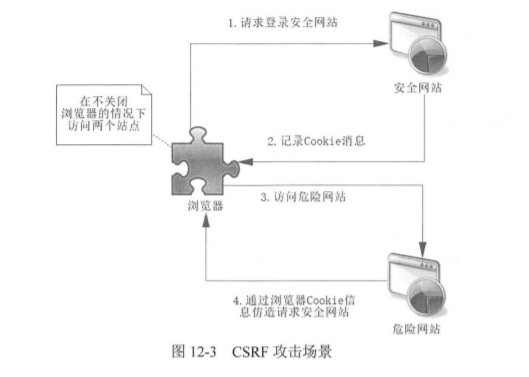 1.请求登录安全网站
安全网站
在不关闭
浏览器的情况下
访问两个站点
2.记录Cookie消息
3.访问危险网站
浏览器
4.通过浏览器Cookie信
息仿造请求安全网站
危险网站
图 12-3 CSRF 攻击场景